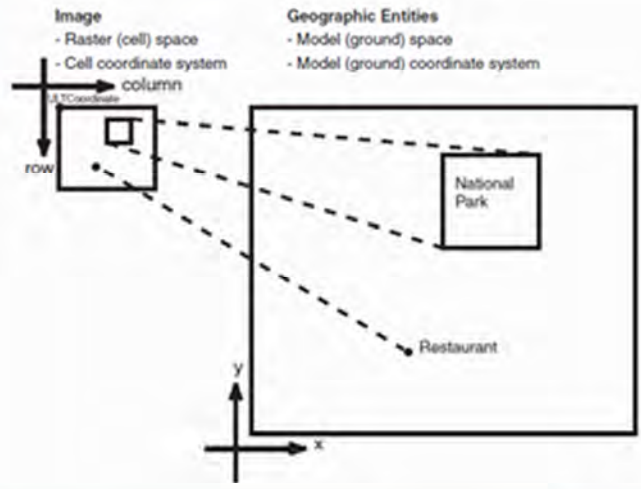 Image
- Raster (cell) space
- Cell coordinate system
Geographic Entities
- Model (ground) space
- Model (ground) coordinate system
column
ULTCoordinate
row
National
Park
Restaurant
y
x